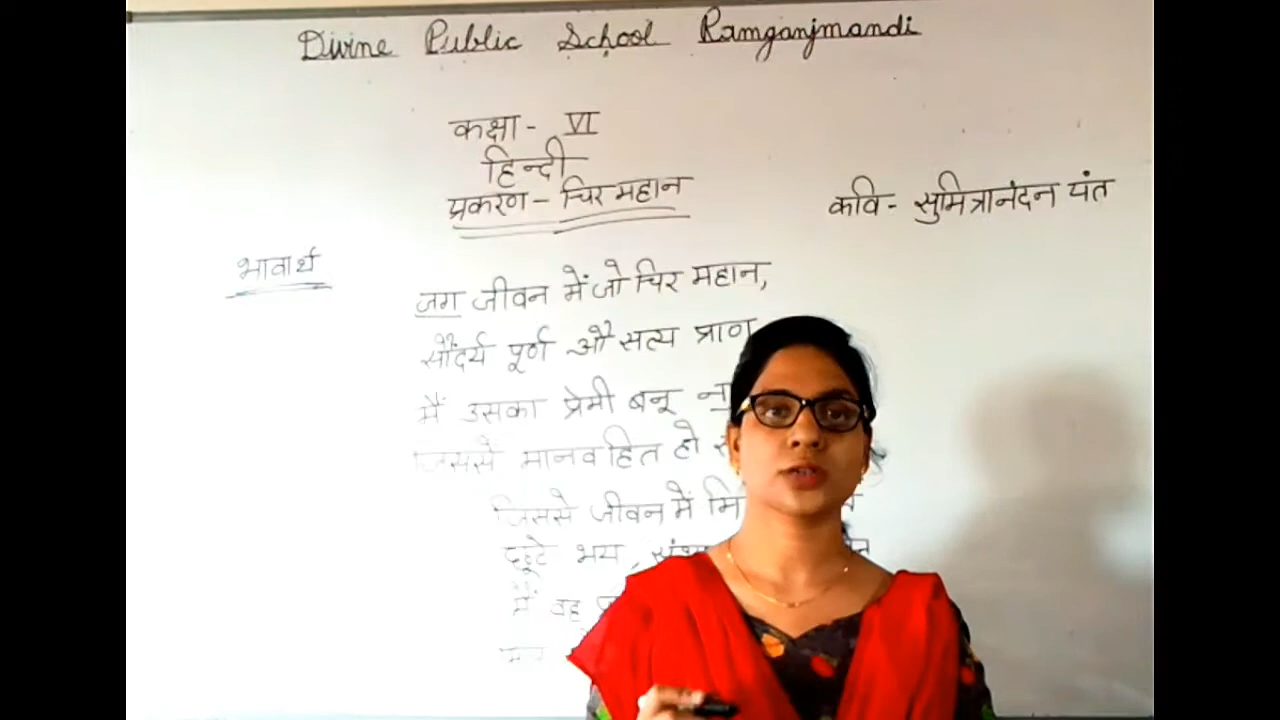 Divine Public School Ramganjmandi
कक्षा - VI
हिन्दी
प्रकरण - चिर महान
कवि - सुमित्रानंदन पंत
भावार्थ
जग जीवन में जो चिर महान,
सौंदर्य पूर्ण औ सत्य प्राण
मैं उसका प्रेमी बनू
जिससे मानव हित हो
जिससे जीवन में
छूटे भय,
मैं वह